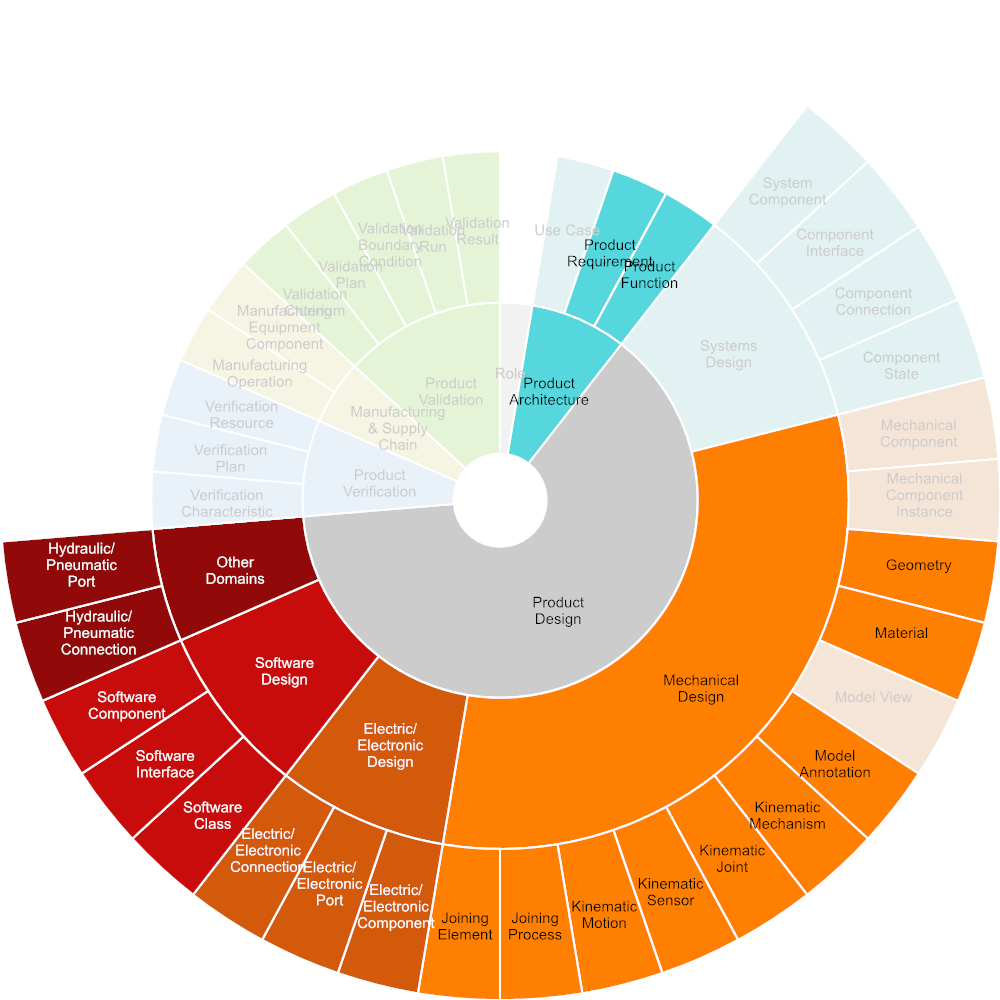 Role
Product
Architecture
Use Case
Product
Requirement
Product
Function
Product
Design
Systems
Design
System
Component
Component
Interface
Component
Connection
Component
State
Mechanical
Design
Mechanical
Component
Mechanical
Component
Instance
Geometry
Material
Model View
Model
Annotation
Kinematic
Mechanism
Kinematic
Joint
Kinematic
Sensor
Kinematic
Motion
Joining
Process
Joining
Element
Electric/
Electronic
Design
Electric/
Electronic
Component
Electric/
Electronic
Port
Electric/
Electronic
Connection
Software
Design
Software
Class
Software
Interface
Software
Component
Other
Domains
Hydraulic/
Pneumatic
Connection
Hydraulic/
Pneumatic
Port
Product
Verification
Verification
Characteristic
Verification
Plan
Verification
Resource
Manufacturing
& Supply
Chain
Manufacturing
Operation
Manufacturing
Equipment
Component
Product
Validation
Validation
Criterium
Validation
Plan
Validation
Boundary
Condition
Validation
Run
Validation
Result